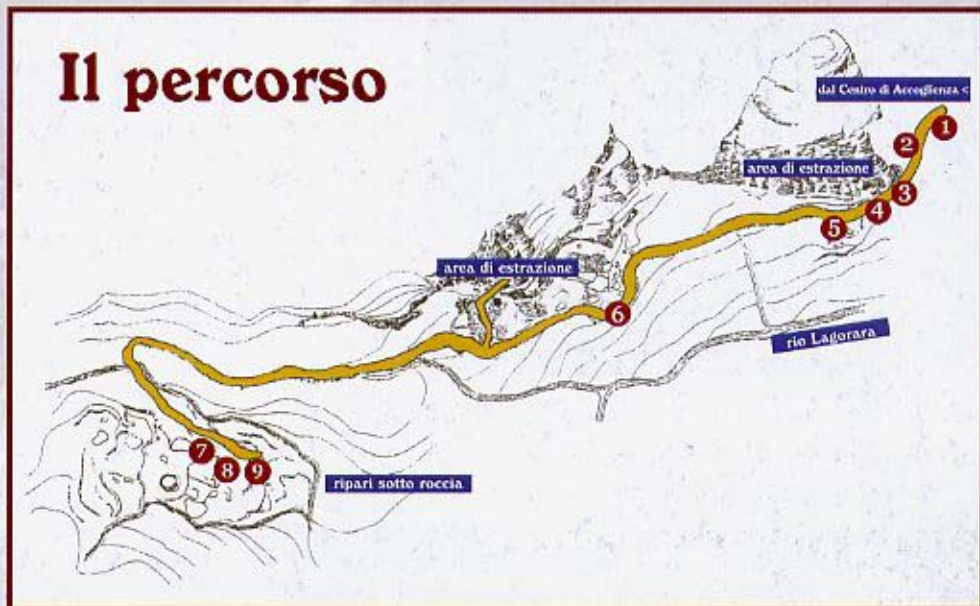 Il percorso
dal Centro di Accoglienza <
1
2
area di estrazione
3
4
5
area di estrazione
6
rio Lagorara
7
8
9
ripari sotto roccia